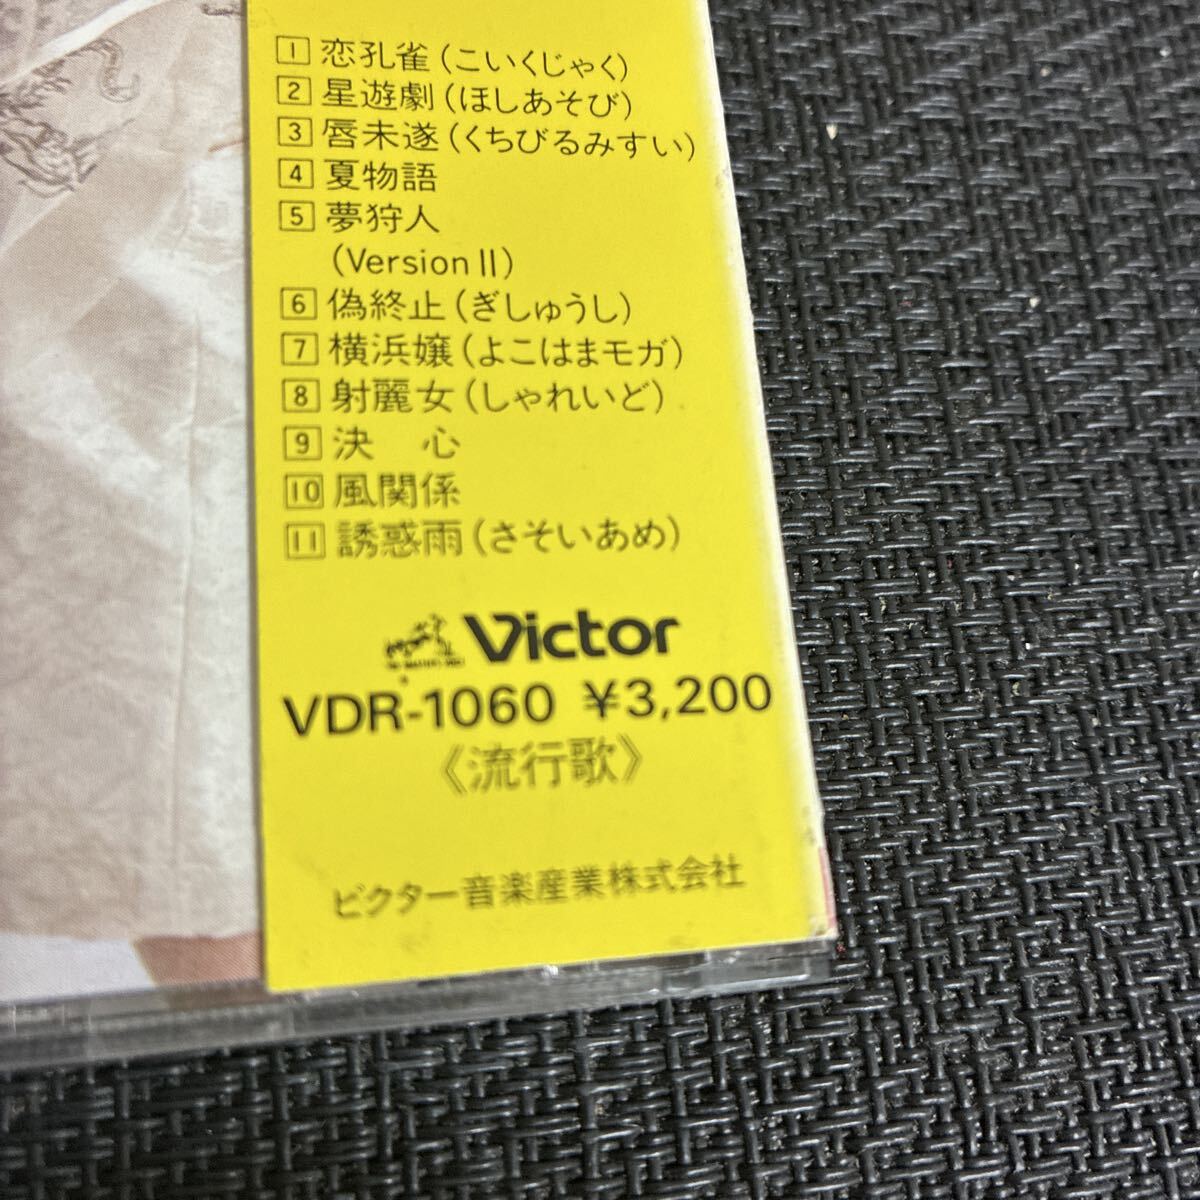 1 恋孔雀(こいくじゃく)
2 星遊劇(ほしあそび)
3 唇未遂(くちびるみすい)
4 夏物語
5 夢狩人
(Version II)
6 偽終止(ぎしゅうし)
7 横浜嬢(よこはまモガ)
8 射麗女(しゃれいど)
9 決 心
10 風関係
11 誘惑雨(さそいあめ)
Victor
VDR-1060 ¥3,200
《流行歌》
ビクター音楽産業株式会社